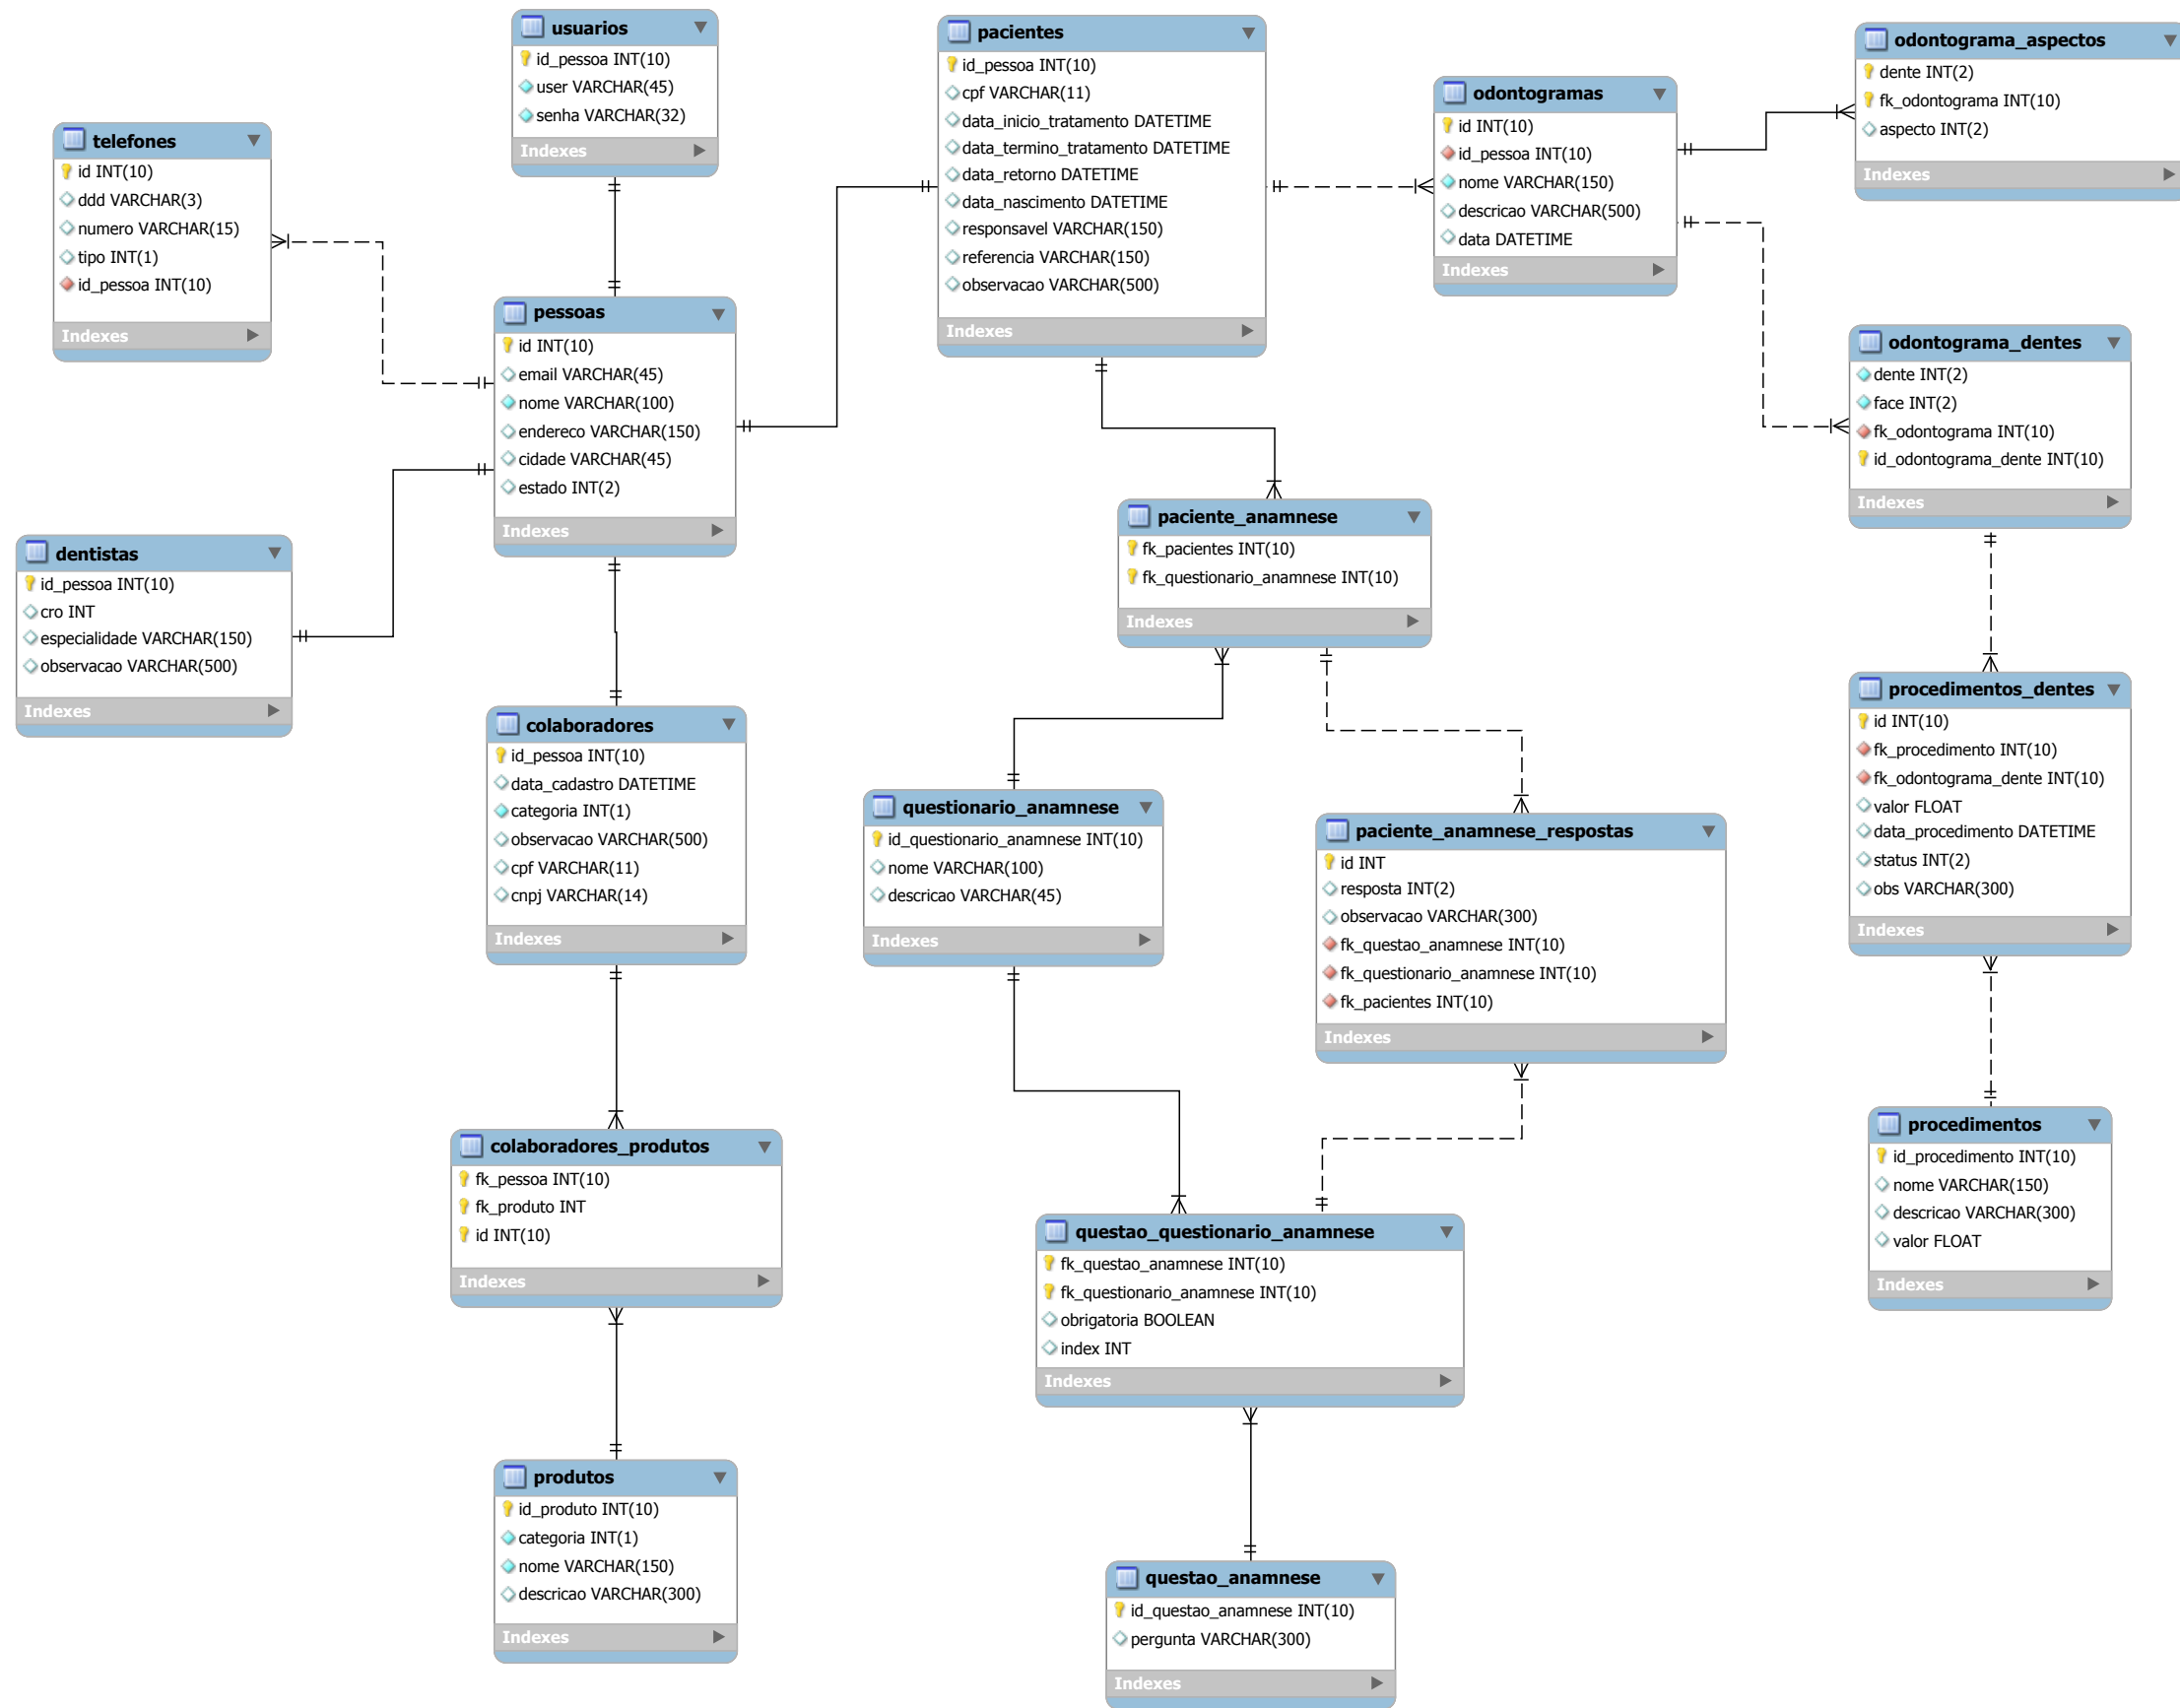 usuarios
id_pessoa INT(10)
user VARCHAR(45)
senha VARCHAR(32)
Indexes
telefones
id INT(10)
ddd VARCHAR(3)
numero VARCHAR(15)
tipo INT(1)
id_pessoa INT(10)
Indexes
pessoas
id INT(10)
email VARCHAR(45)
nome VARCHAR(100)
endereco VARCHAR(150)
cidade VARCHAR(45)
estado INT(2)
Indexes
dentistas
id_pessoa INT(10)
cro INT
especialidade VARCHAR(150)
observacao VARCHAR(500)
Indexes
colaboradores
id_pessoa INT(10)
data_cadastro DATETIME
categoria INT(1)
observacao VARCHAR(500)
cpf VARCHAR(11)
cnpj VARCHAR(14)
Indexes
colaboradores_produtos
fk_pessoa INT(10)
fk_produto INT
id INT(10)
Indexes
produtos
id_produto INT(10)
categoria INT(1)
nome VARCHAR(150)
descricao VARCHAR(300)
Indexes
pacientes
id_pessoa INT(10)
cpf VARCHAR(11)
data_inicio_tratamento DATETIME
data_termino_tratamento DATETIME
data_retorno DATETIME
data_nascimento DATETIME
responsavel VARCHAR(150)
referencia VARCHAR(150)
observacao VARCHAR(500)
Indexes
paciente_anamnese
fk_pacientes INT(10)
fk_questionario_anamnese INT(10)
Indexes
questionario_anamnese
id_questionario_anamnese INT(10)
nome VARCHAR(100)
descricao VARCHAR(45)
Indexes
paciente_anamnese_respostas
id INT
resposta INT(2)
observacao VARCHAR(300)
fk_questao_anamnese INT(10)
fk_questionario_anamnese INT(10)
fk_pacientes INT(10)
Indexes
questao_questionario_anamnese
fk_questao_anamnese INT(10)
fk_questionario_anamnese INT(10)
obrigatoria BOOLEAN
index INT
Indexes
questao_anamnese
id_questao_anamnese INT(10)
pergunta VARCHAR(300)
Indexes
odontogramas
id INT(10)
id_pessoa INT(10)
nome VARCHAR(150)
descricao VARCHAR(500)
data DATETIME
Indexes
odontograma_aspectos
dente INT(2)
fk_odontograma INT(10)
aspecto INT(2)
Indexes
odontograma_dentes
dente INT(2)
face INT(2)
fk_odontograma INT(10)
id_odontograma_dente INT(10)
Indexes
procedimentos_dentes
id INT(10)
fk_procedimento INT(10)
fk_odontograma_dente INT(10)
valor FLOAT
data_procedimento DATETIME
status INT(2)
obs VARCHAR(300)
Indexes
procedimentos
id_procedimento INT(10)
nome VARCHAR(150)
descricao VARCHAR(300)
valor FLOAT
Indexes